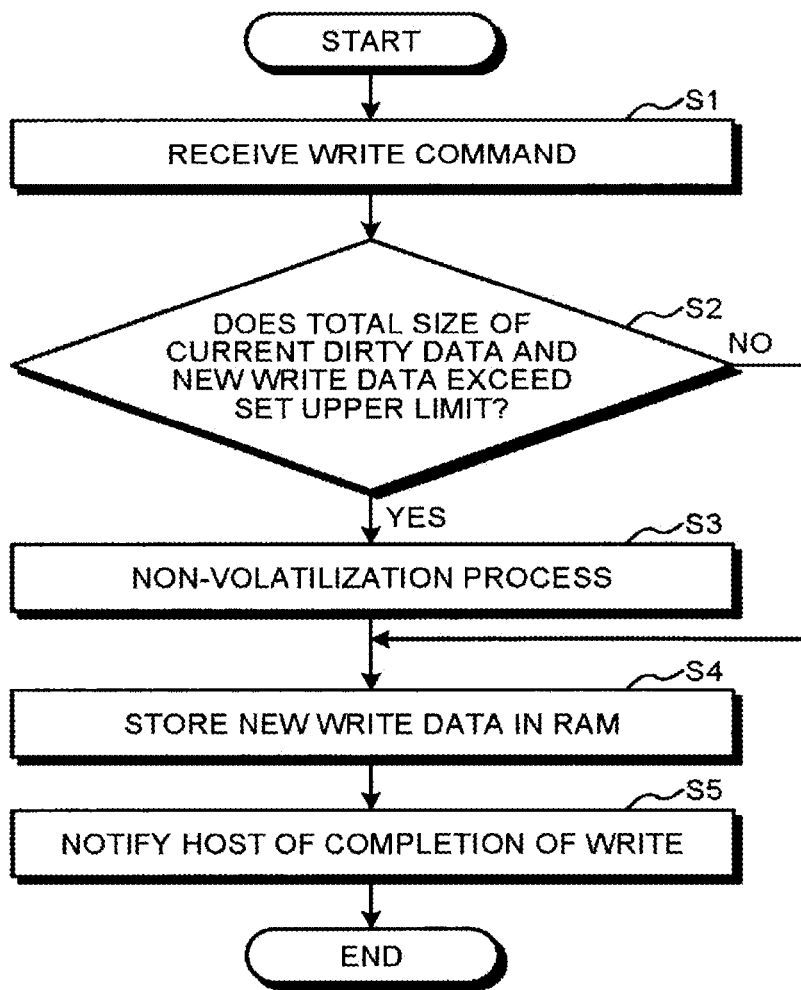 START
S1
RECEIVE WRITE COMMAND
S2
DOES TOTAL SIZE OF
CURRENT DIRTY DATA AND
NEW WRITE DATA EXCEED
SET UPPER LIMIT?
NO
YES
S3
NON-VOLATILIZATION PROCESS
S4
STORE NEW WRITE DATA IN RAM
S5
NOTIFY HOST OF COMPLETION OF WRITE
END